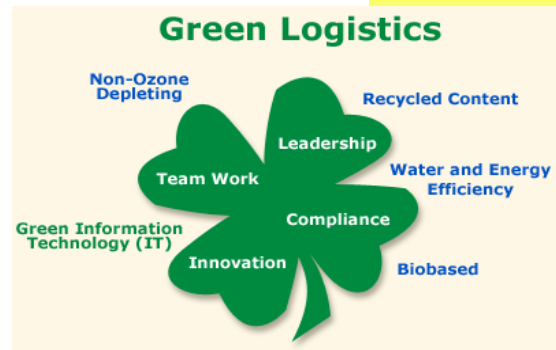 Green Logistics
Non-Ozone
Depleting
Recycled Content
Leadership
Team Work
Water and Energy
Efficiency
Compliance
Green Information
Technology (IT)
Innovation
Biobased